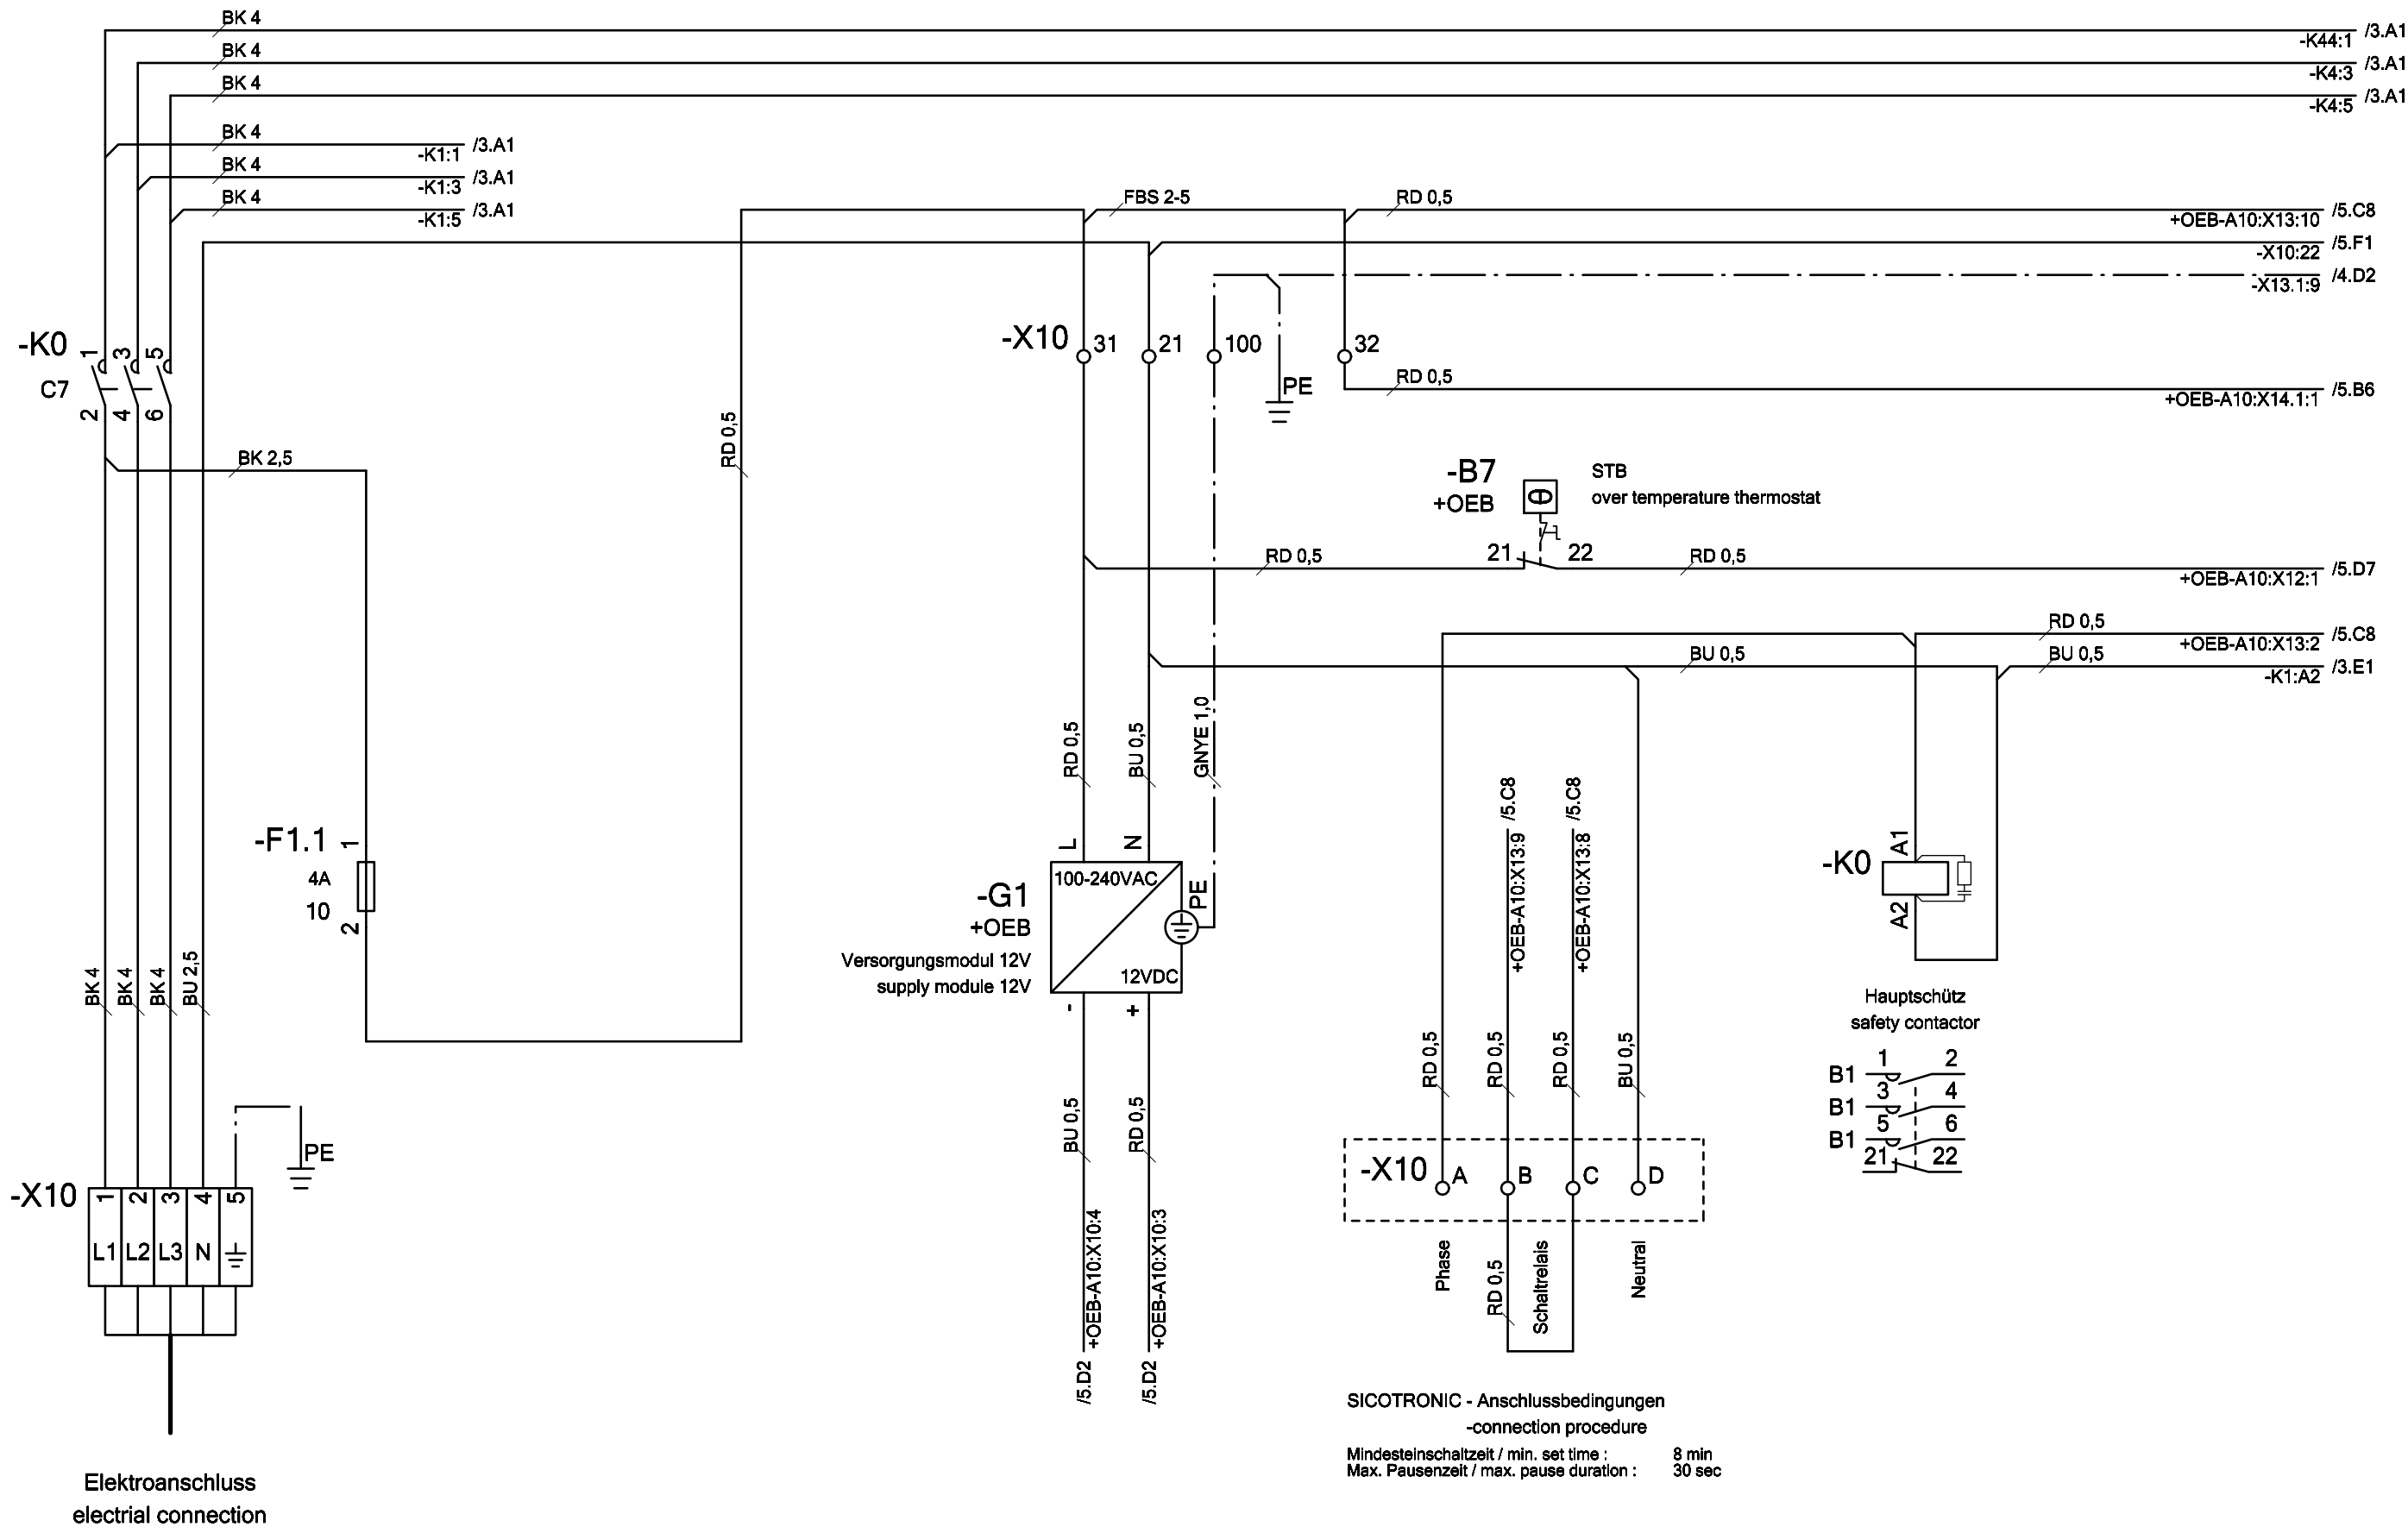 BK 4
/3.A1
-K44:1
BK 4
/3.A1
-K4:3
BK 4
/3.A1
-K4:5
BK 4
/3.A1
-K1:1
BK 4
/3.A1
-K1:3
BK 4
/3.A1
-K1:5
FBS 2-5
RD 0,5
/5.C8
+OEB-A10:X13:10
/5.F1
-X10:22
/4.D2
-X13.1:9
-K0
C7
1
3
5
2
4
6
-X10
31
21
100
32
PE
RD 0,5
/5.B6
+OEB-A10:X14.1:1
BK 2,5
RD 0,5
-B7
+OEB
STB
over temperature thermostat
RD 0,5
21
22
RD 0,5
/5.D7
+OEB-A10:X12:1
RD 0,5
/5.C8
+OEB-A10:X13:2
BU 0,5
BU 0,5
/3.E1
-K1:A2
RD 0,5
BU 0,5
GNYE 1,0
-F1.1
4A
10
1
2
L
N
100-240VAC
PE
12VDC
-
+
-G1
+OEB
Versorgungsmodul 12V
supply module 12V
/5.C8
+OEB-A10:X13:9
/5.C8
+OEB-A10:X13:8
-K0
A1
A2
Hauptschütz
safety contactor
B1
1
2
B1
3
4
B1
5
6
21
22
BK 4
BK 4
BK 4
BU 2,5
PE
-X10
1
2
3
4
5
L1
L2
L3
N
BU 0,5
RD 0,5
+OEB-A10:X10:4
+OEB-A10:X10:3
/5.D2
/5.D2
RD 0,5
RD 0,5
RD 0,5
BU 0,5
-X10
A
B
C
D
Phase
RD 0,5
Schaltrelais
Neutral
SICOTRONIC - Anschlussbedingungen
-connection procedure
Mindesteinschaltzeit / min. set time : 8 min
Max. Pausenzeit / max. pause duration : 30 sec
Elektroanschluss
electrial connection